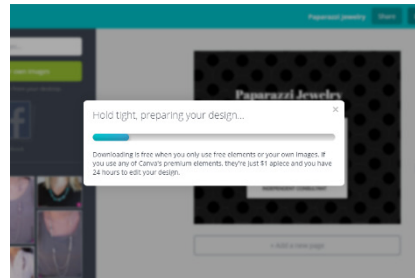 Paparazzi Jewelry
Share
Paparazzi Jewelry
Hold tight, preparing your design...
×
Downloading is free when you only use free elements or your own images. If
you use any of Canva's premium elements, they're just $1 apiece and you have
24 hours to edit your design.
INDEPENDENT CONSULTANT
+ Add a new page